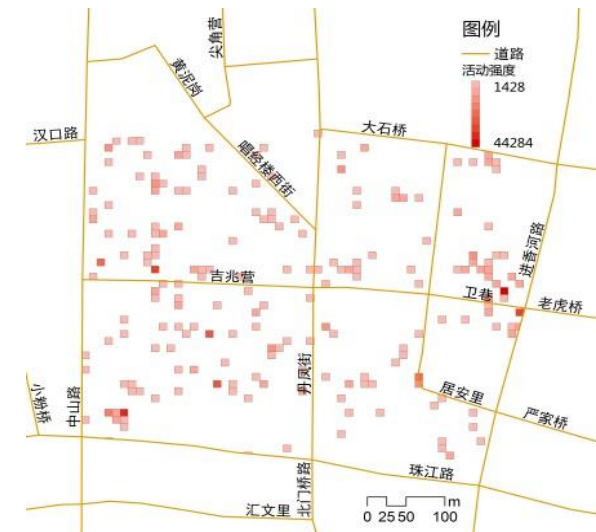 尖角营
图例
道路
活动强度
1428
44284
黄泥岗
汉口路
大石桥
唱经楼西街
进香河路
吉兆营
卫巷
老虎桥
丹凤街
中山路
小粉桥
居安里
严家桥
珠江路
北门桥路
汇文里
0 25 50 100 m